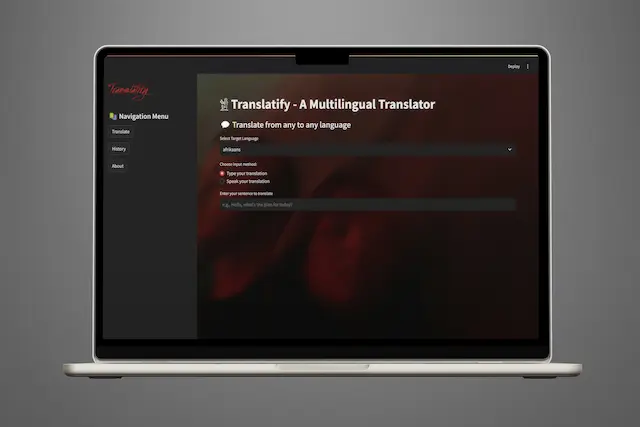 Translatify
Deploy
Navigation Menu
Translate
History
About
Translatify - A Multilingual Translator
Translate from any to any language
Select Target Language
afrikaans
Choose input method:
Type your translation
Speak your translation
Enter your sentence to translate
e.g., Hello, what's the plan for today?